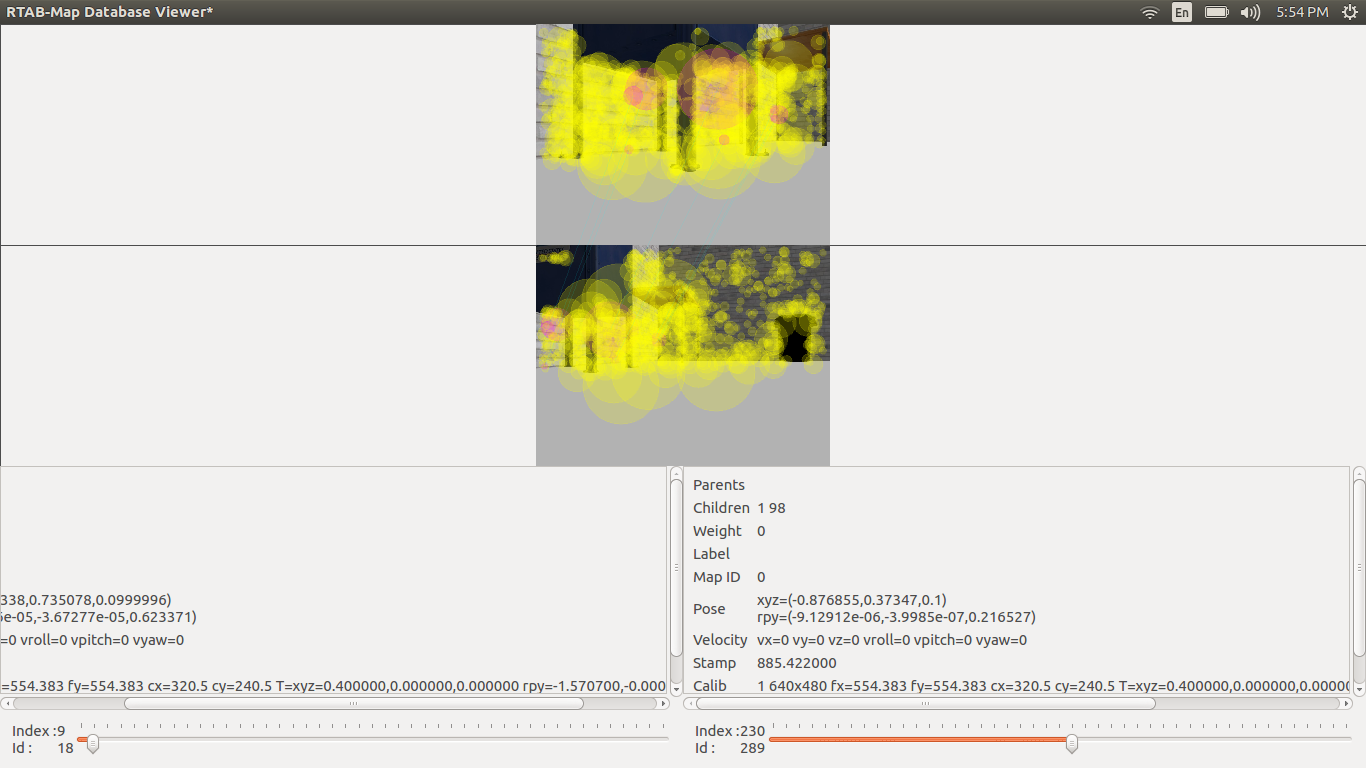 RTAB-Map Database Viewer*
En
5:54 PM
338,0.735078,0.0999996)
e-05,-3.67277e-05,0.623371)
=0 vroll=0 vpitch=0 vyaw=0
=554.383 fy=554.383 cx=320.5 cy=240.5 T=xyz=0.400000,0.000000,0.000000 rpy=-1.570700,-0.000
Index :9
Id : 18
Parents
Children 1 98
Weight 0
Label
Map ID 0
Pose xyz=(-0.876855,0.37347,0.1)
rpy=(-9.12912e-06,-3.9985e-07,0.216527)
Velocity vx=0 vy=0 vz=0 vroll=0 vpitch=0 vyaw=0
Stamp 885.422000
Calib 1 640x480 fx=554.383 fy=554.383 cx=320.5 cy=240.5 T=xyz=0.400000,0.000000,0.0000
Index :230
Id : 289